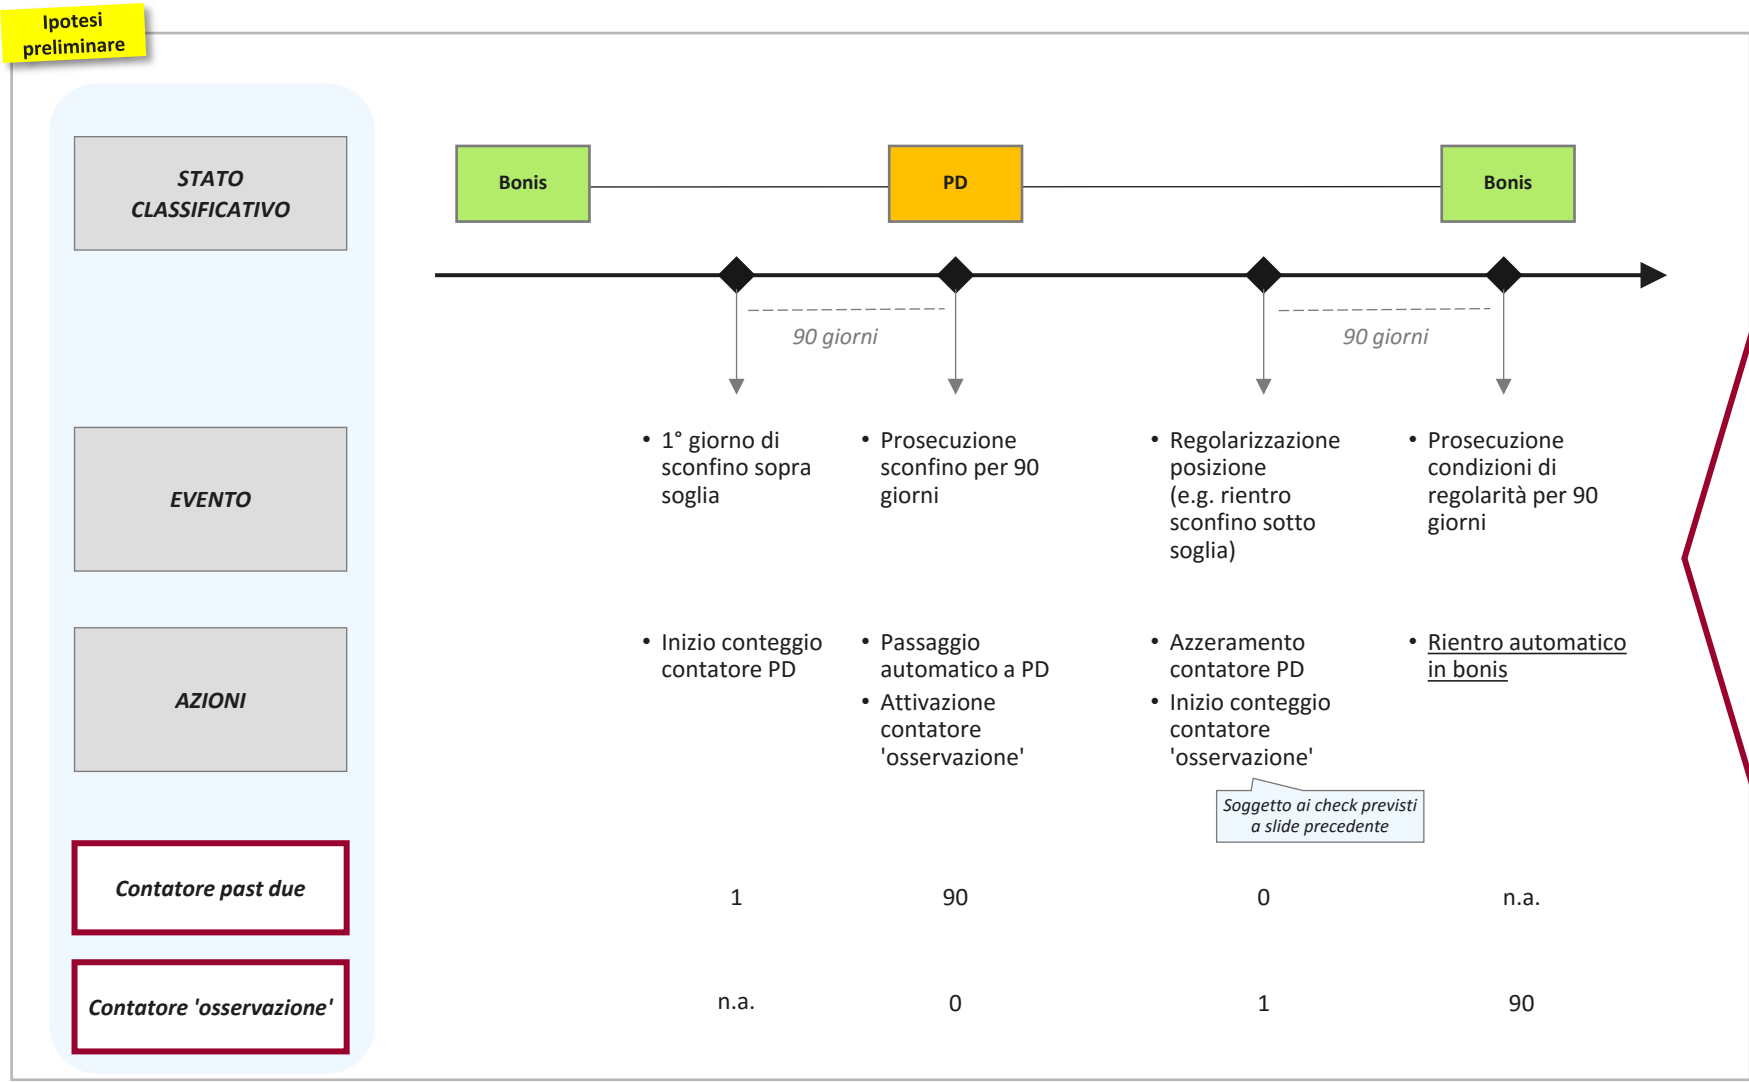 Ipotesi
preliminare
STATO
CLASSIFICATIVO
Bonis
PD
Bonis
90 giorni
90 giorni
EVENTO
• 1° giorno di
sconfino sopra
soglia
• Prosecuzione
sconfino per 90
giorni
• Regolarizzazione
posizione
(e.g. rientro
sconfino sotto
soglia)
• Prosecuzione
condizioni di
regolarità per 90
giorni
AZIONI
• Inizio conteggio
contatore PD
• Passaggio
automatico a PD
• Attivazione
contatore
'osservazione'
• Azzeramento
contatore PD
• Inizio conteggio
contatore
'osservazione'
• Rientro automatico
in bonis
Soggetto ai check previsti
a slide precedente
Contatore past due
1
90
0
n.a.
Contatore 'osservazione'
n.a.
0
1
90